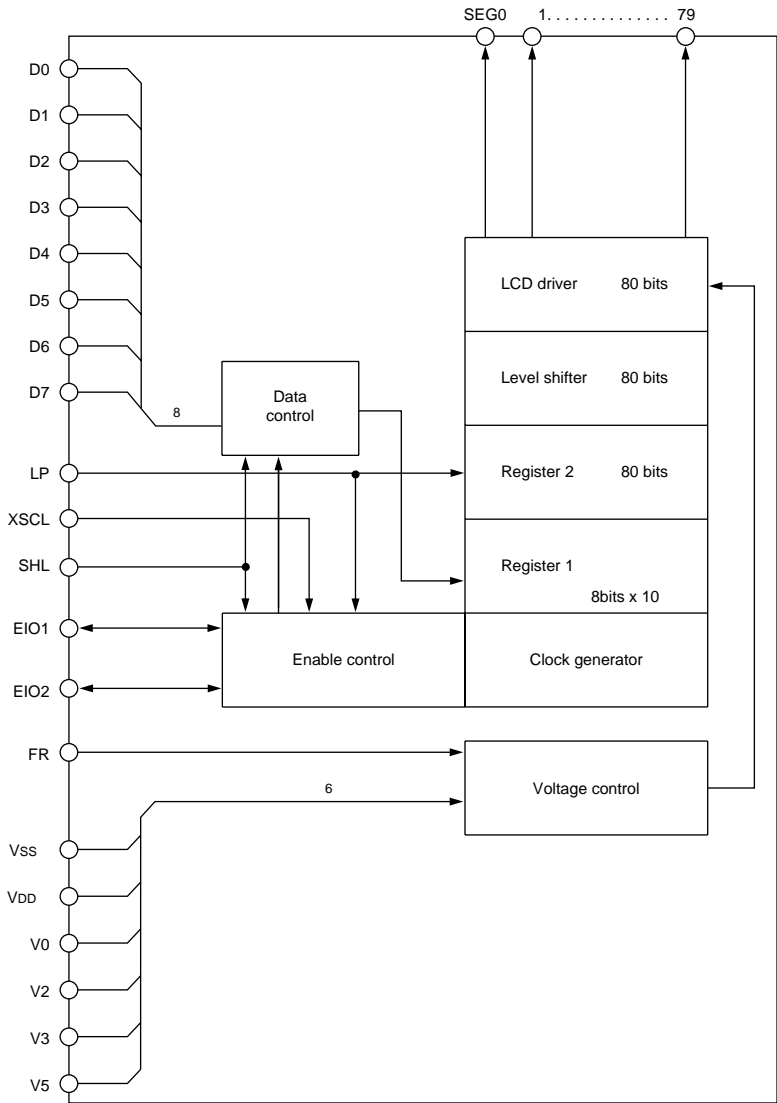 SEG0 1. . . . . . . . . . . . . . 79
D0
D1
D2
D3
D4
D5
D6
D7
8
Data
control
LCD driver 80 bits
Level shifter 80 bits
Register 2 80 bits
Register 1
8bits x 10
LP
XSCL
SHL
EIO1
EIO2
Enable control
Clock generator
FR
6
Voltage control
VSS
VDD
V0
V2
V3
V5